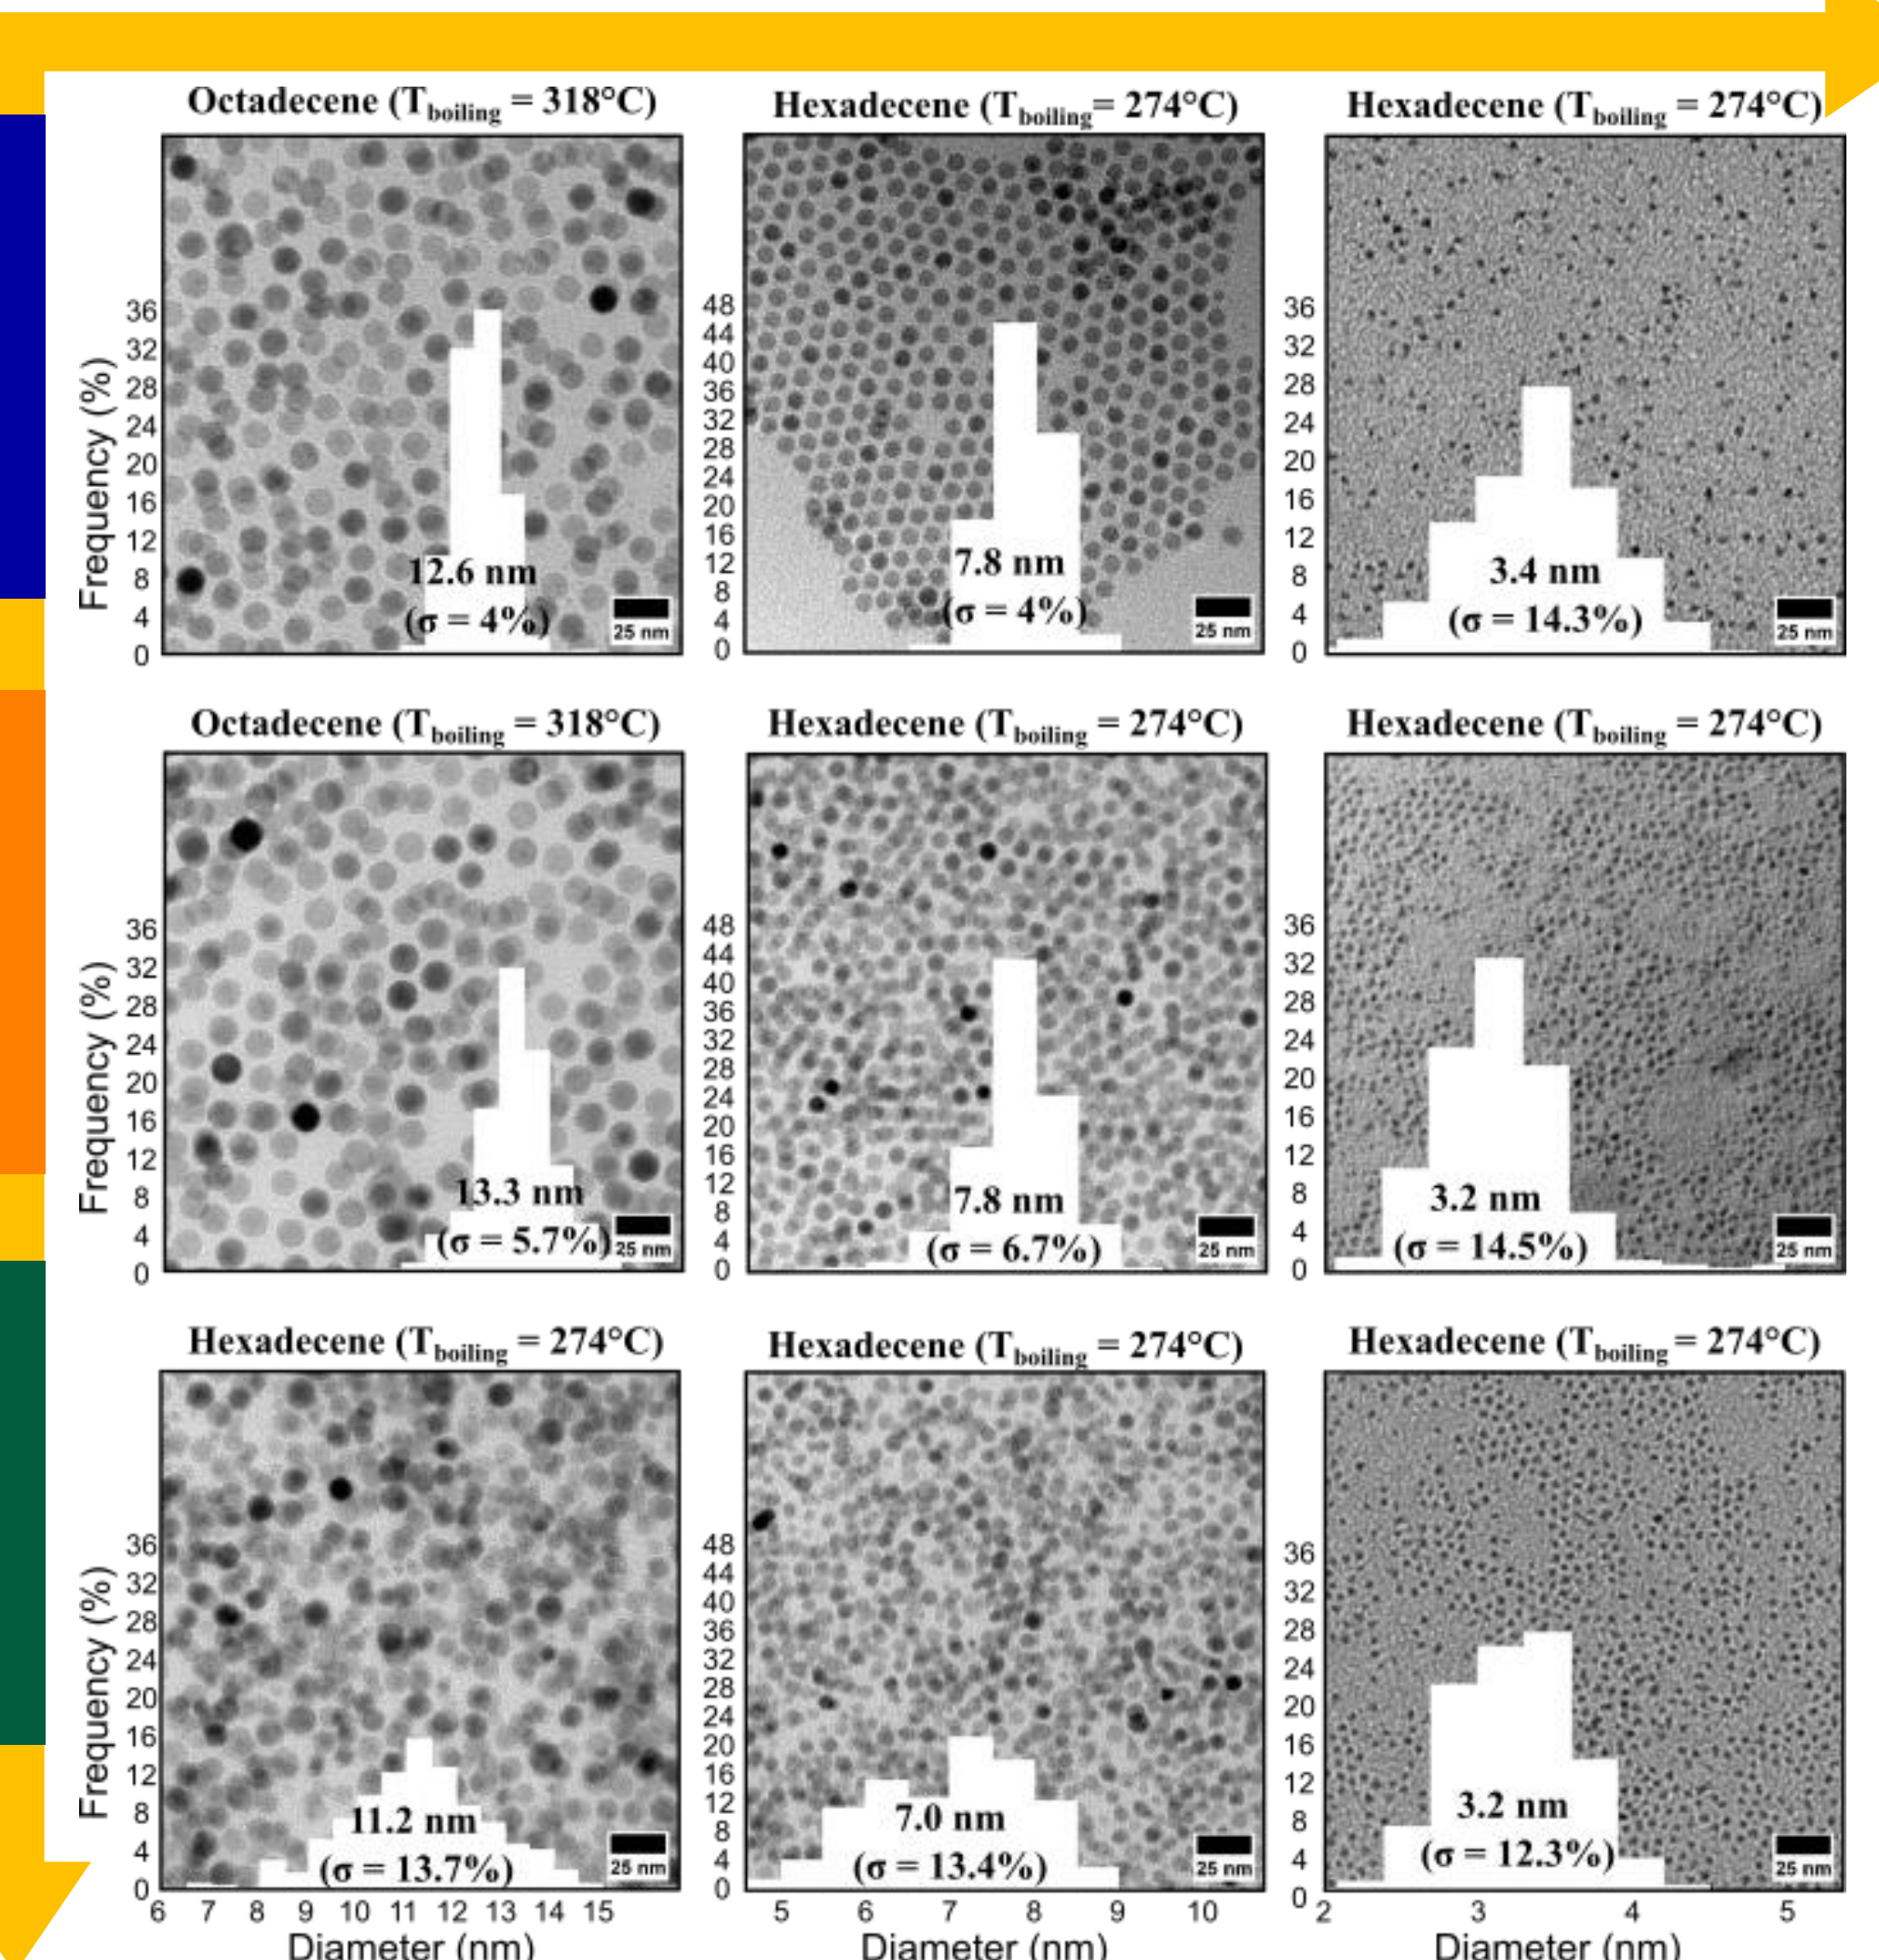 Octadecene (Tboiling = 318°C)
Hexadecene (Tboiling = 274°C)
Hexadecene (Tboiling = 274°C)
Frequency (%)
36
32
28
24
20
16
12
8
4
0
12.6 nm
(σ = 4%)
25 nm
48
44
40
36
32
28
24
20
16
12
8
4
0
7.8 nm
(σ = 4%)
25 nm
36
32
28
24
20
16
12
8
4
0
3.4 nm
(σ = 14.3%)
25 nm
Octadecene (Tboiling = 318°C)
Hexadecene (Tboiling = 274°C)
Hexadecene (Tboiling = 274°C)
Frequency (%)
36
32
28
24
20
16
12
8
4
0
13.3 nm
(σ = 5.7%)
25 nm
48
44
40
36
32
28
24
20
16
12
8
4
0
7.8 nm
(σ = 6.7%)
25 nm
36
32
28
24
20
16
12
8
4
0
3.2 nm
(σ = 14.5%)
25 nm
Hexadecene (Tboiling = 274°C)
Hexadecene (Tboiling = 274°C)
Hexadecene (Tboiling = 274°C)
Frequency (%)
36
32
28
24
20
16
12
8
4
0
11.2 nm
(σ = 13.7%)
25 nm
6 7 8 9 10 11 12 13 14 15
Diameter (nm)
48
44
40
36
32
28
24
20
16
12
8
4
0
7.0 nm
(σ = 13.4%)
25 nm
5 6 7 8 9 10
Diameter (nm)
36
32
28
24
20
16
12
8
4
0
3.2 nm
(σ = 12.3%)
25 nm
2 3 4 5
Diameter (nm)